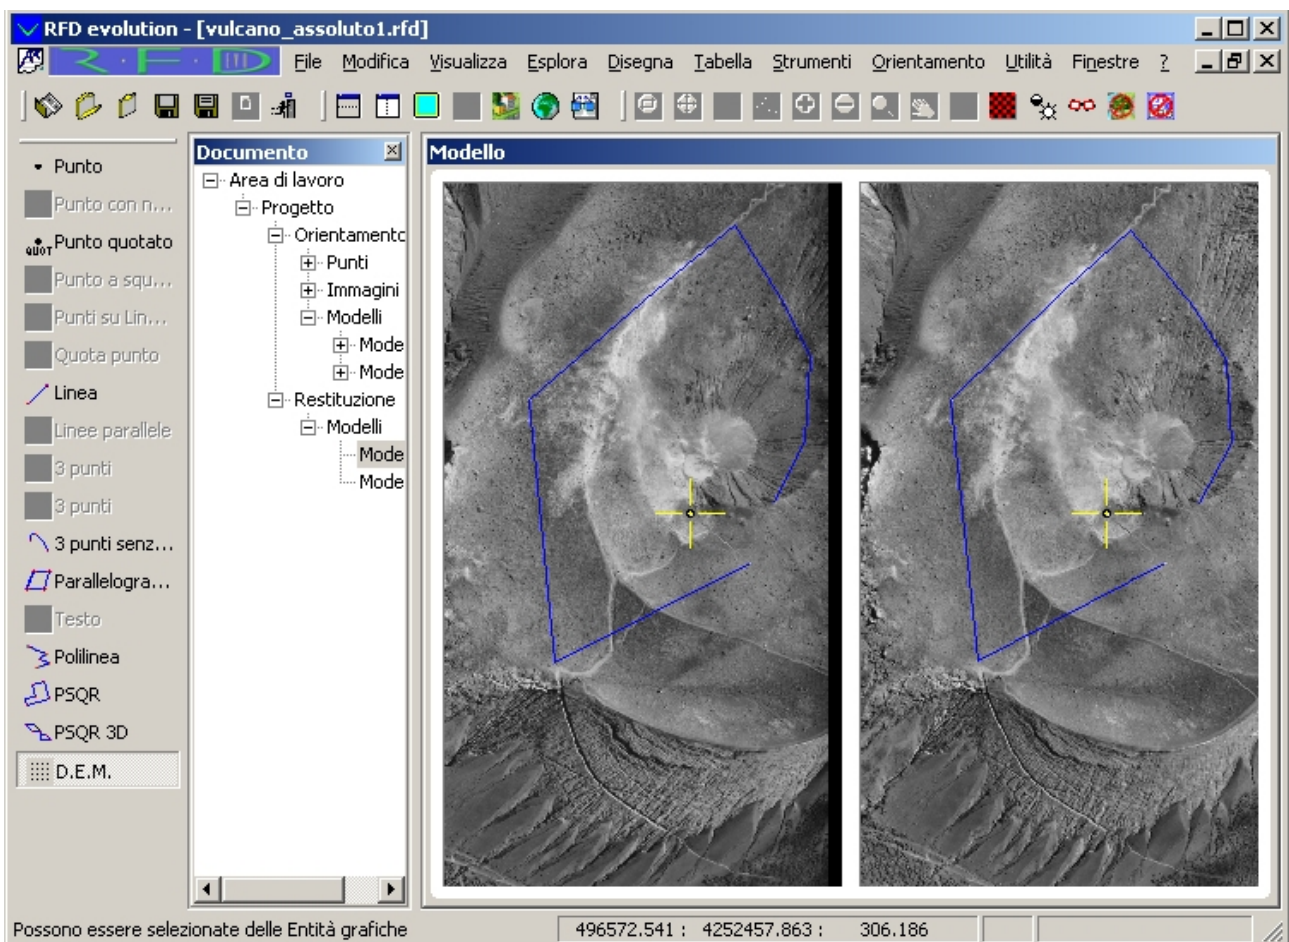 RFD evolution - [vulcano_assoluto1.rfd]
R·F·D
File Modifica Visualizza Esplora Disegna Tabella Strumenti Orientamento Utilità Finestre ?
Punto
Punto con n...
QUOT Punto quotato
Punto a squ...
Punti su Lin...
Quota punto
Linea
Linee parallele
3 punti
3 punti
3 punti senz...
Parallelogra...
Testo
Polilinea
PSQR
PSQR 3D
D.E.M.
Documento
Area di lavoro
Progetto
Orientamento
Punti
Immagini
Modelli
Mode
Mode
Restituzione
Modelli
Mode
Mode
Modello
Possono essere selezionate delle Entità grafiche
496572.541 : 4252457.863 : 306.186